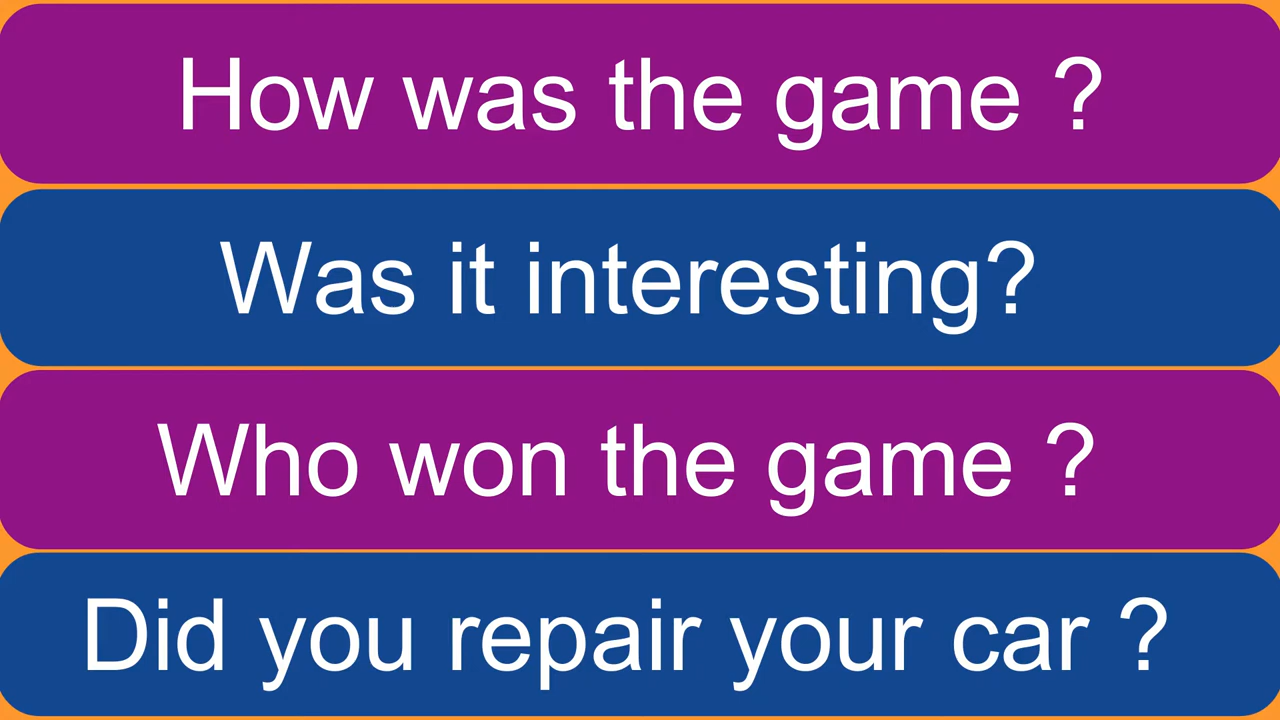 How was the game ?
Was it interesting?
Who won the game ?
Did you repair your car ?